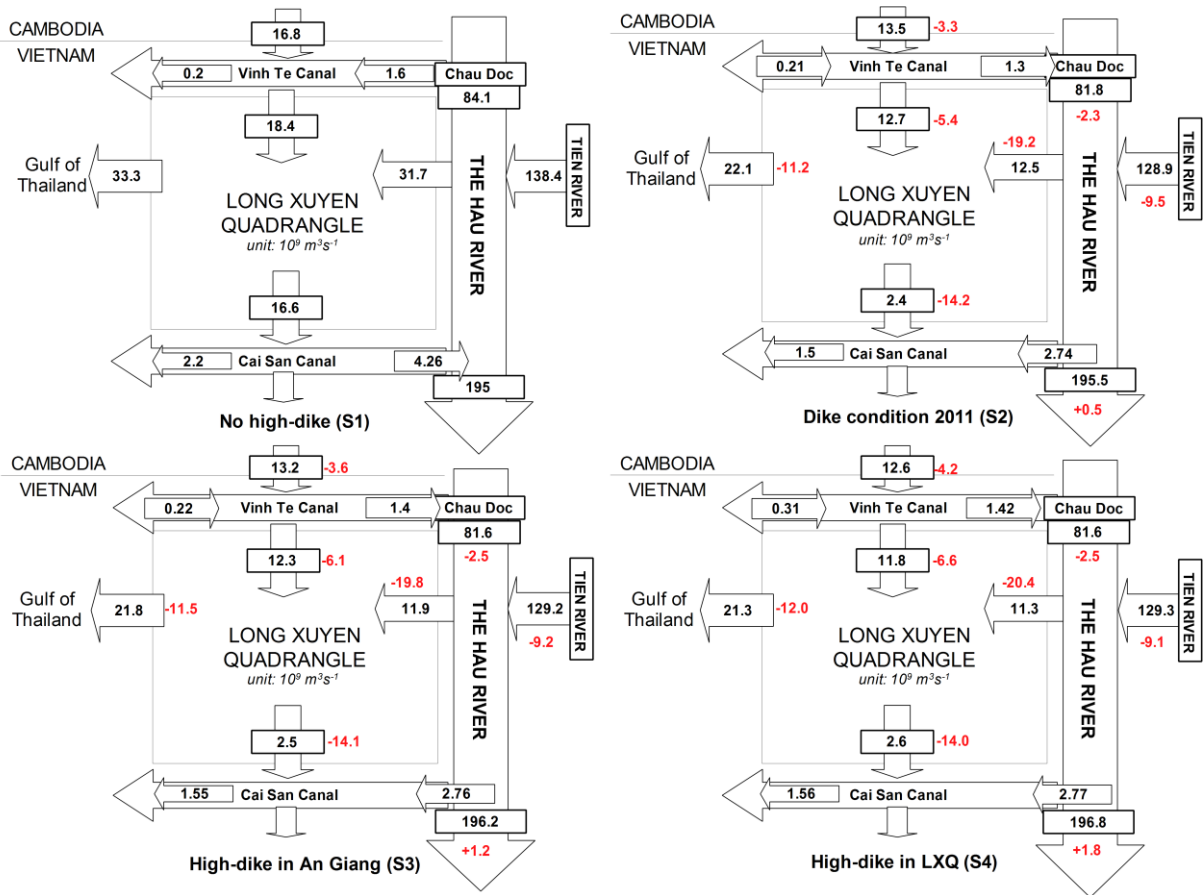 CAMBODIA
VIETNAM
16.8
0.2
Vinh Te Canal
1.6
Chau Doc
84.1
18.4
Gulf of
Thailand
33.3
31.7
138.4
TIEN RIVER
LONG XUYEN
QUADRANGLE
unit: 10⁹ m³s⁻¹
THE HAU RIVER
16.6
2.2
Cai San Canal
4.26
195
No high-dike (S1)
CAMBODIA
VIETNAM
13.5
-3.3
0.21
Vinh Te Canal
1.3
Chau Doc
81.8
-2.3
12.7
-5.4
Gulf of
Thailand
22.1
-11.2
-19.2
12.5
128.9
-9.5
TIEN RIVER
LONG XUYEN
QUADRANGLE
unit: 10⁹ m³s⁻¹
THE HAU RIVER
2.4
-14.2
1.5
Cai San Canal
2.74
195.5
+0.5
Dike condition 2011 (S2)
CAMBODIA
VIETNAM
13.2
-3.6
0.22
Vinh Te Canal
1.4
Chau Doc
81.6
-2.5
12.3
-6.1
Gulf of
Thailand
21.8
-11.5
-19.8
11.9
129.2
-9.2
TIEN RIVER
LONG XUYEN
QUADRANGLE
unit: 10⁹ m³s⁻¹
THE HAU RIVER
2.5
-14.1
1.55
Cai San Canal
2.76
196.2
+1.2
High-dike in An Giang (S3)
CAMBODIA
VIETNAM
12.6
-4.2
0.31
Vinh Te Canal
1.42
Chau Doc
81.6
-2.5
11.8
-6.6
Gulf of
Thailand
21.3
-12.0
-20.4
11.3
129.3
-9.1
TIEN RIVER
LONG XUYEN
QUADRANGLE
unit: 10⁹ m³s⁻¹
THE HAU RIVER
2.6
-14.0
1.56
Cai San Canal
2.77
196.8
+1.8
High-dike in LXQ (S4)